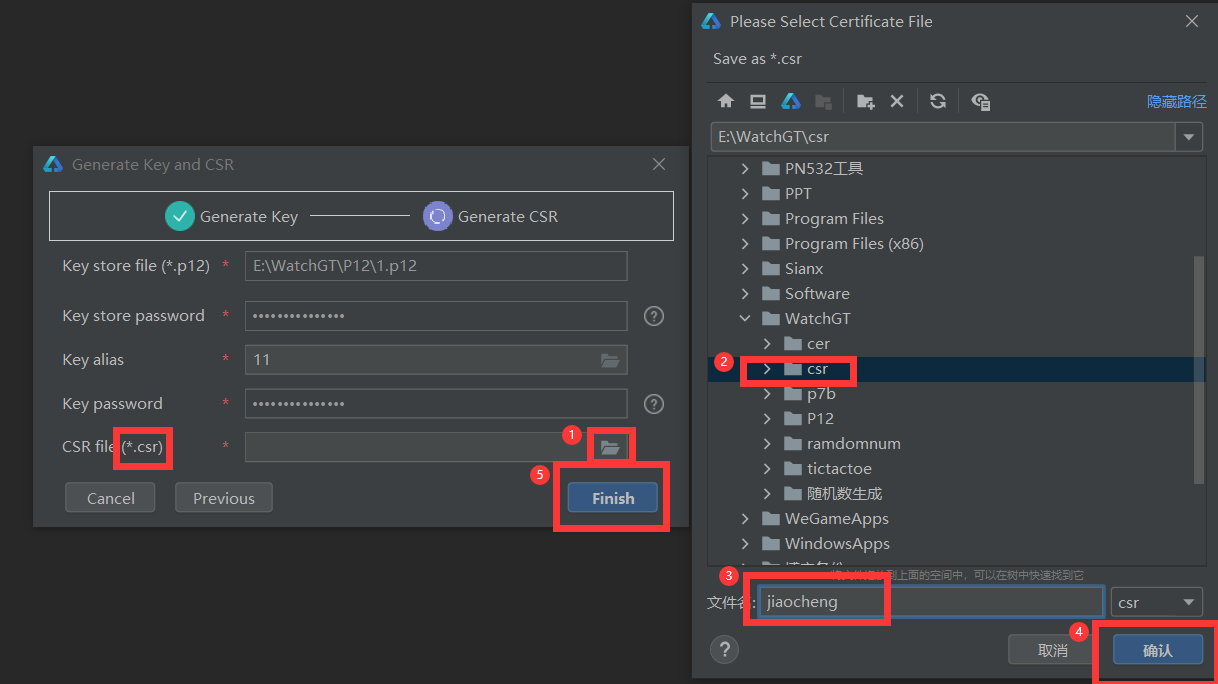 Generate Key and CSR
Generate Key
Generate CSR
Key store file (*.p12) *
E:\WatchGT\P12\1.p12
Key store password *
••••••••••••••
?
Key alias *
11
Key password *
••••••••••••••
?
CSR file (*.csr) *
1
5
Cancel
Previous
Finish
Please Select Certificate File
Save as *.csr
隐藏路径
E:\WatchGT\csr
PN532工具
PPT
Program Files
Program Files (x86)
Sianx
Software
WatchGT
cer
2
csr
p7b
P12
ramdomnum
tictactoe
随机数生成
WeGameApps
WindowsApps
到上面的空间中，可以在树中快速找到它
3
文件名:
jiaocheng
csr
4
?
取消
确认